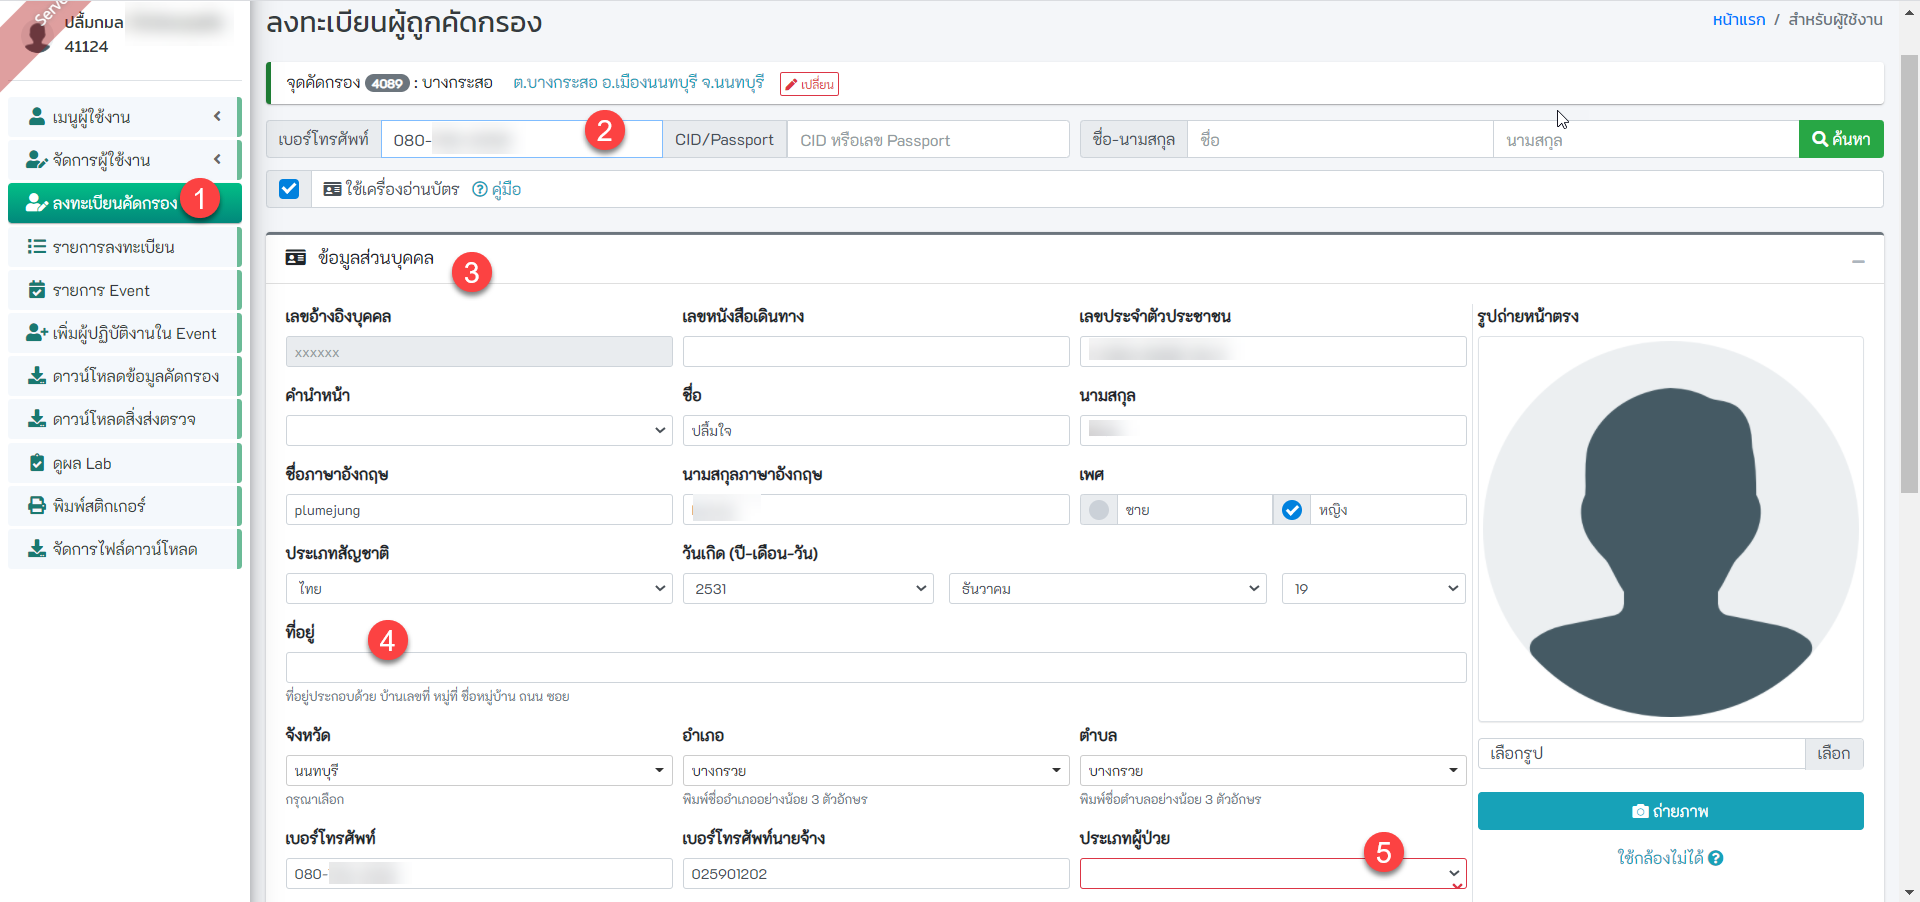 Serve
ปลื้มกมล
41124
เมนูผู้ใช้งาน
จัดการผู้ใช้งาน
ลงทะเบียนคัดกรอง 1
รายการลงทะเบียน
รายการ Event
เพิ่มผู้ปฏิบัติงานใน Event
ดาวน์โหลดข้อมูลคัดกรอง
ดาวน์โหลดสิ่งส่งตรวจ
ดูผล Lab
พิมพ์สติกเกอร์
จัดการไฟล์ดาวน์โหลด
ลงทะเบียนผู้ถูกคัดกรอง
หน้าแรก / สำหรับผู้ใช้งาน
จุดคัดกรอง 4089 : บางกระสอ ต.บางกระสอ อ.เมืองนนทบุรี จ.นนทบุรี เปลี่ยน
เบอร์โทรศัพท์ 080- 2 CID/Passport CID หรือเลข Passport ชื่อ-นามสกุล ชื่อ นามสกุล ค้นหา
ใช้เครื่องอ่านบัตร คู่มือ
ข้อมูลส่วนบุคคล 3
เลขอ้างอิงบุคคล เลขหนังสือเดินทาง เลขประจำตัวประชาชน รูปถ่ายหน้าตรง
xxxxxx
คำนำหน้า ชื่อ นามสกุล
ปลื้มใจ
ชื่อภาษาอังกฤษ นามสกุลภาษาอังกฤษ เพศ
plumejung ชาย หญิง
ประเภทสัญชาติ วันเกิด (ปี-เดือน-วัน)
ไทย 2531 ธันวาคม 19
ที่อยู่ 4
ที่อยู่ประกอบด้วย บ้านเลขที่ หมู่ที่ ชื่อหมู่บ้าน ถนน ซอย
จังหวัด อำเภอ ตำบล
นนทบุรี บางกรวย บางกรวย
กรุณาเลือก พิมพ์ชื่ออำเภออย่างน้อย 3 ตัวอักษร พิมพ์ชื่อตำบลอย่างน้อย 3 ตัวอักษร
เบอร์โทรศัพท์ เบอร์โทรศัพท์นายจ้าง ประเภทผู้ป่วย 5
080- 025901202
เลือกรูป เลือก
ถ่ายภาพ
ใช้กล้องไม่ได้